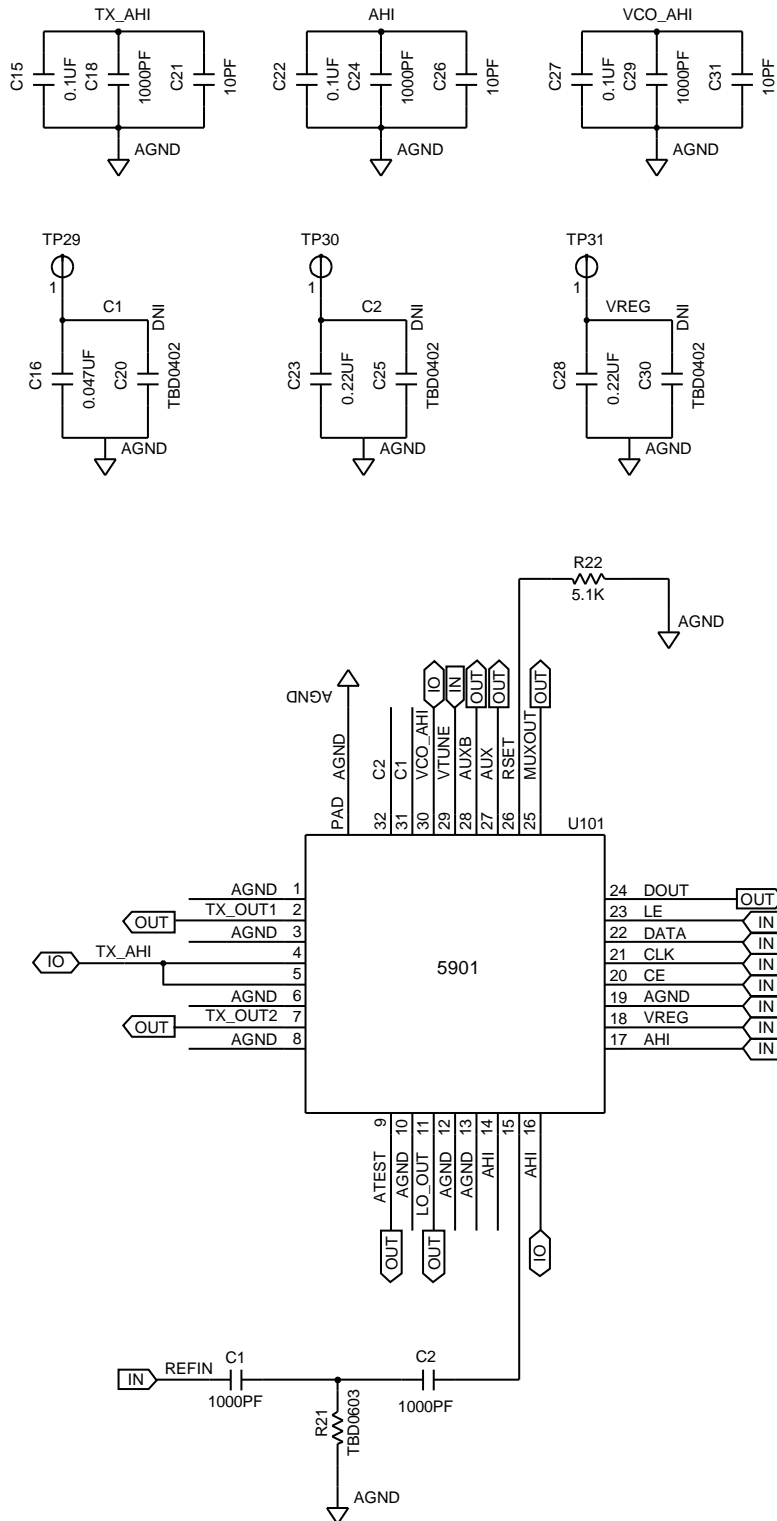 TX_AHI
C15
0.1UF
C18
1000PF
C21
10PF
AGND
AHI
C22
0.1UF
C24
1000PF
C26
10PF
AGND
VCO_AHI
C27
0.1UF
C29
1000PF
C31
10PF
AGND
TP29
1
C1
DNI
C16
0.047UF
C20
TBD0402
AGND
TP30
1
C2
DNI
C23
0.22UF
C25
TBD0402
AGND
TP31
1
VREG
DNI
C28
0.22UF
C30
TBD0402
AGND
R22
5.1K
AGND
AGND
IO
IN
OUT
OUT
OUT
AGND
C2
C1
VCO_AHI
VTUNE
AUXB
AUX
RSET
MUXOUT
PAD
32
31
30
29
28
27
26
25
U101
AGND 1
OUT TX_OUT1 2
AGND 3
IO TX_AHI 4
5
AGND 6
OUT TX_OUT2 7
AGND 8
5901
24 DOUT OUT
23 LE IN
22 DATA IN
21 CLK IN
20 CE IN
19 AGND IN
18 VREG IN
17 AHI IN
9
10
11
12
13
14
15
16
ATEST
AGND
LO_OUT
AGND
AGND
AHI
AHI
OUT
OUT
IO
IN REFIN
C1
1000PF
C2
1000PF
R21
TBD0603
AGND